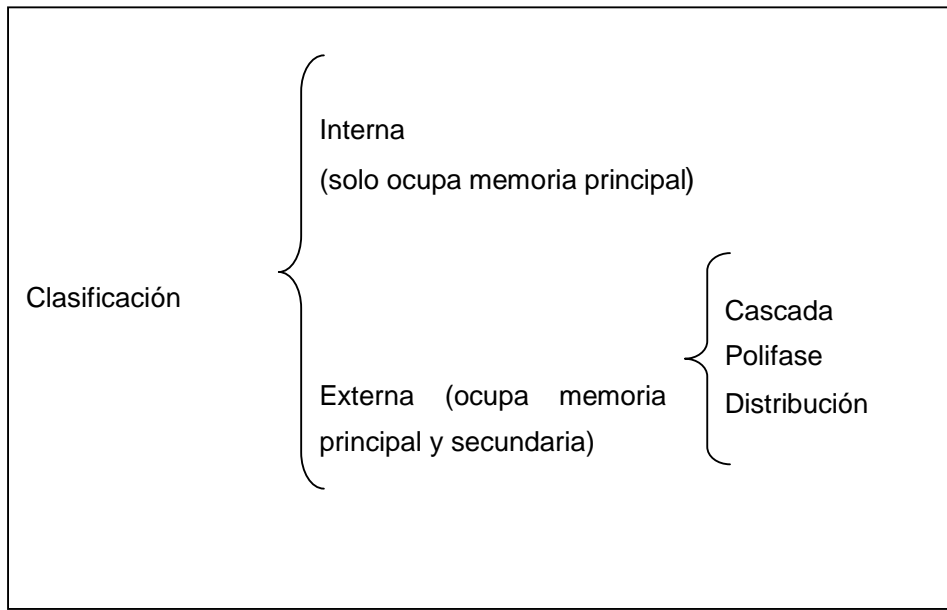 Clasificación
Interna
(solo ocupa memoria principal)
Externa (ocupa memoria
principal y secundaria)
Cascada
Polifase
Distribución